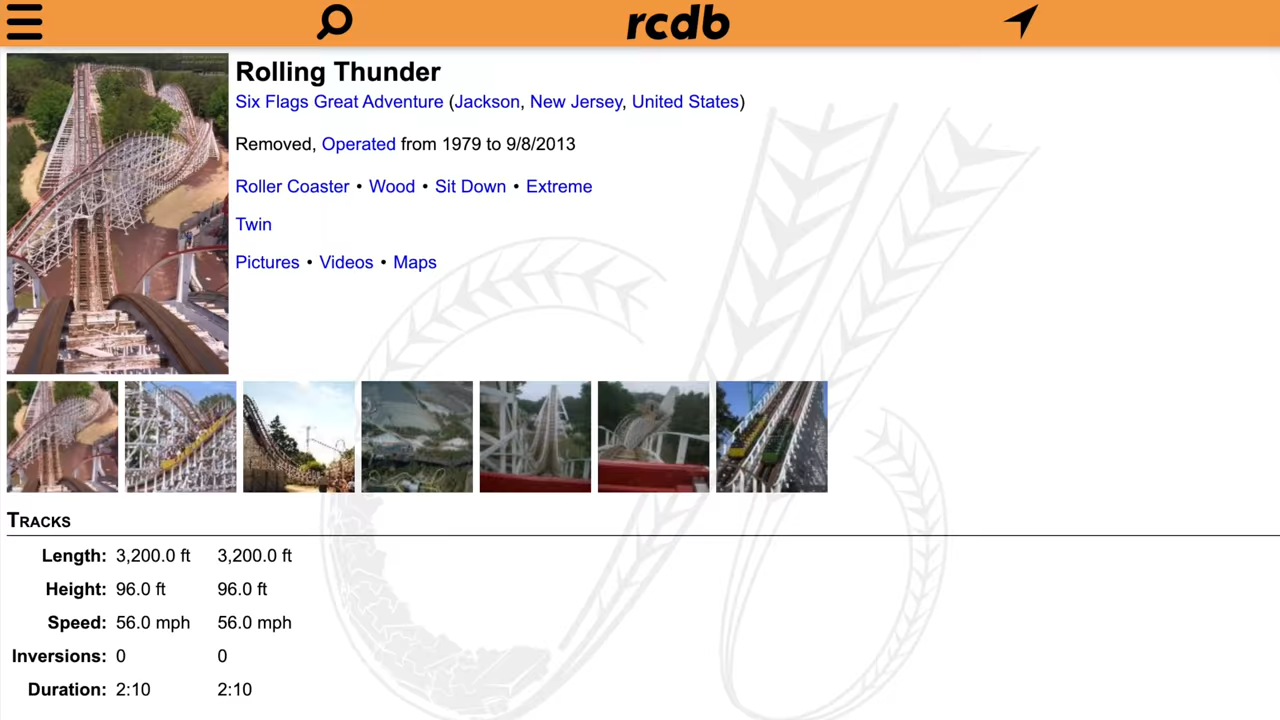 rcdb
Rolling Thunder
Six Flags Great Adventure (Jackson, New Jersey, United States)
Removed, Operated from 1979 to 9/8/2013
Roller Coaster • Wood • Sit Down • Extreme
Twin
Pictures • Videos • Maps
Tracks
Length: 3,200.0 ft 3,200.0 ft
Height: 96.0 ft 96.0 ft
Speed: 56.0 mph 56.0 mph
Inversions: 0 0
Duration: 2:10 2:10